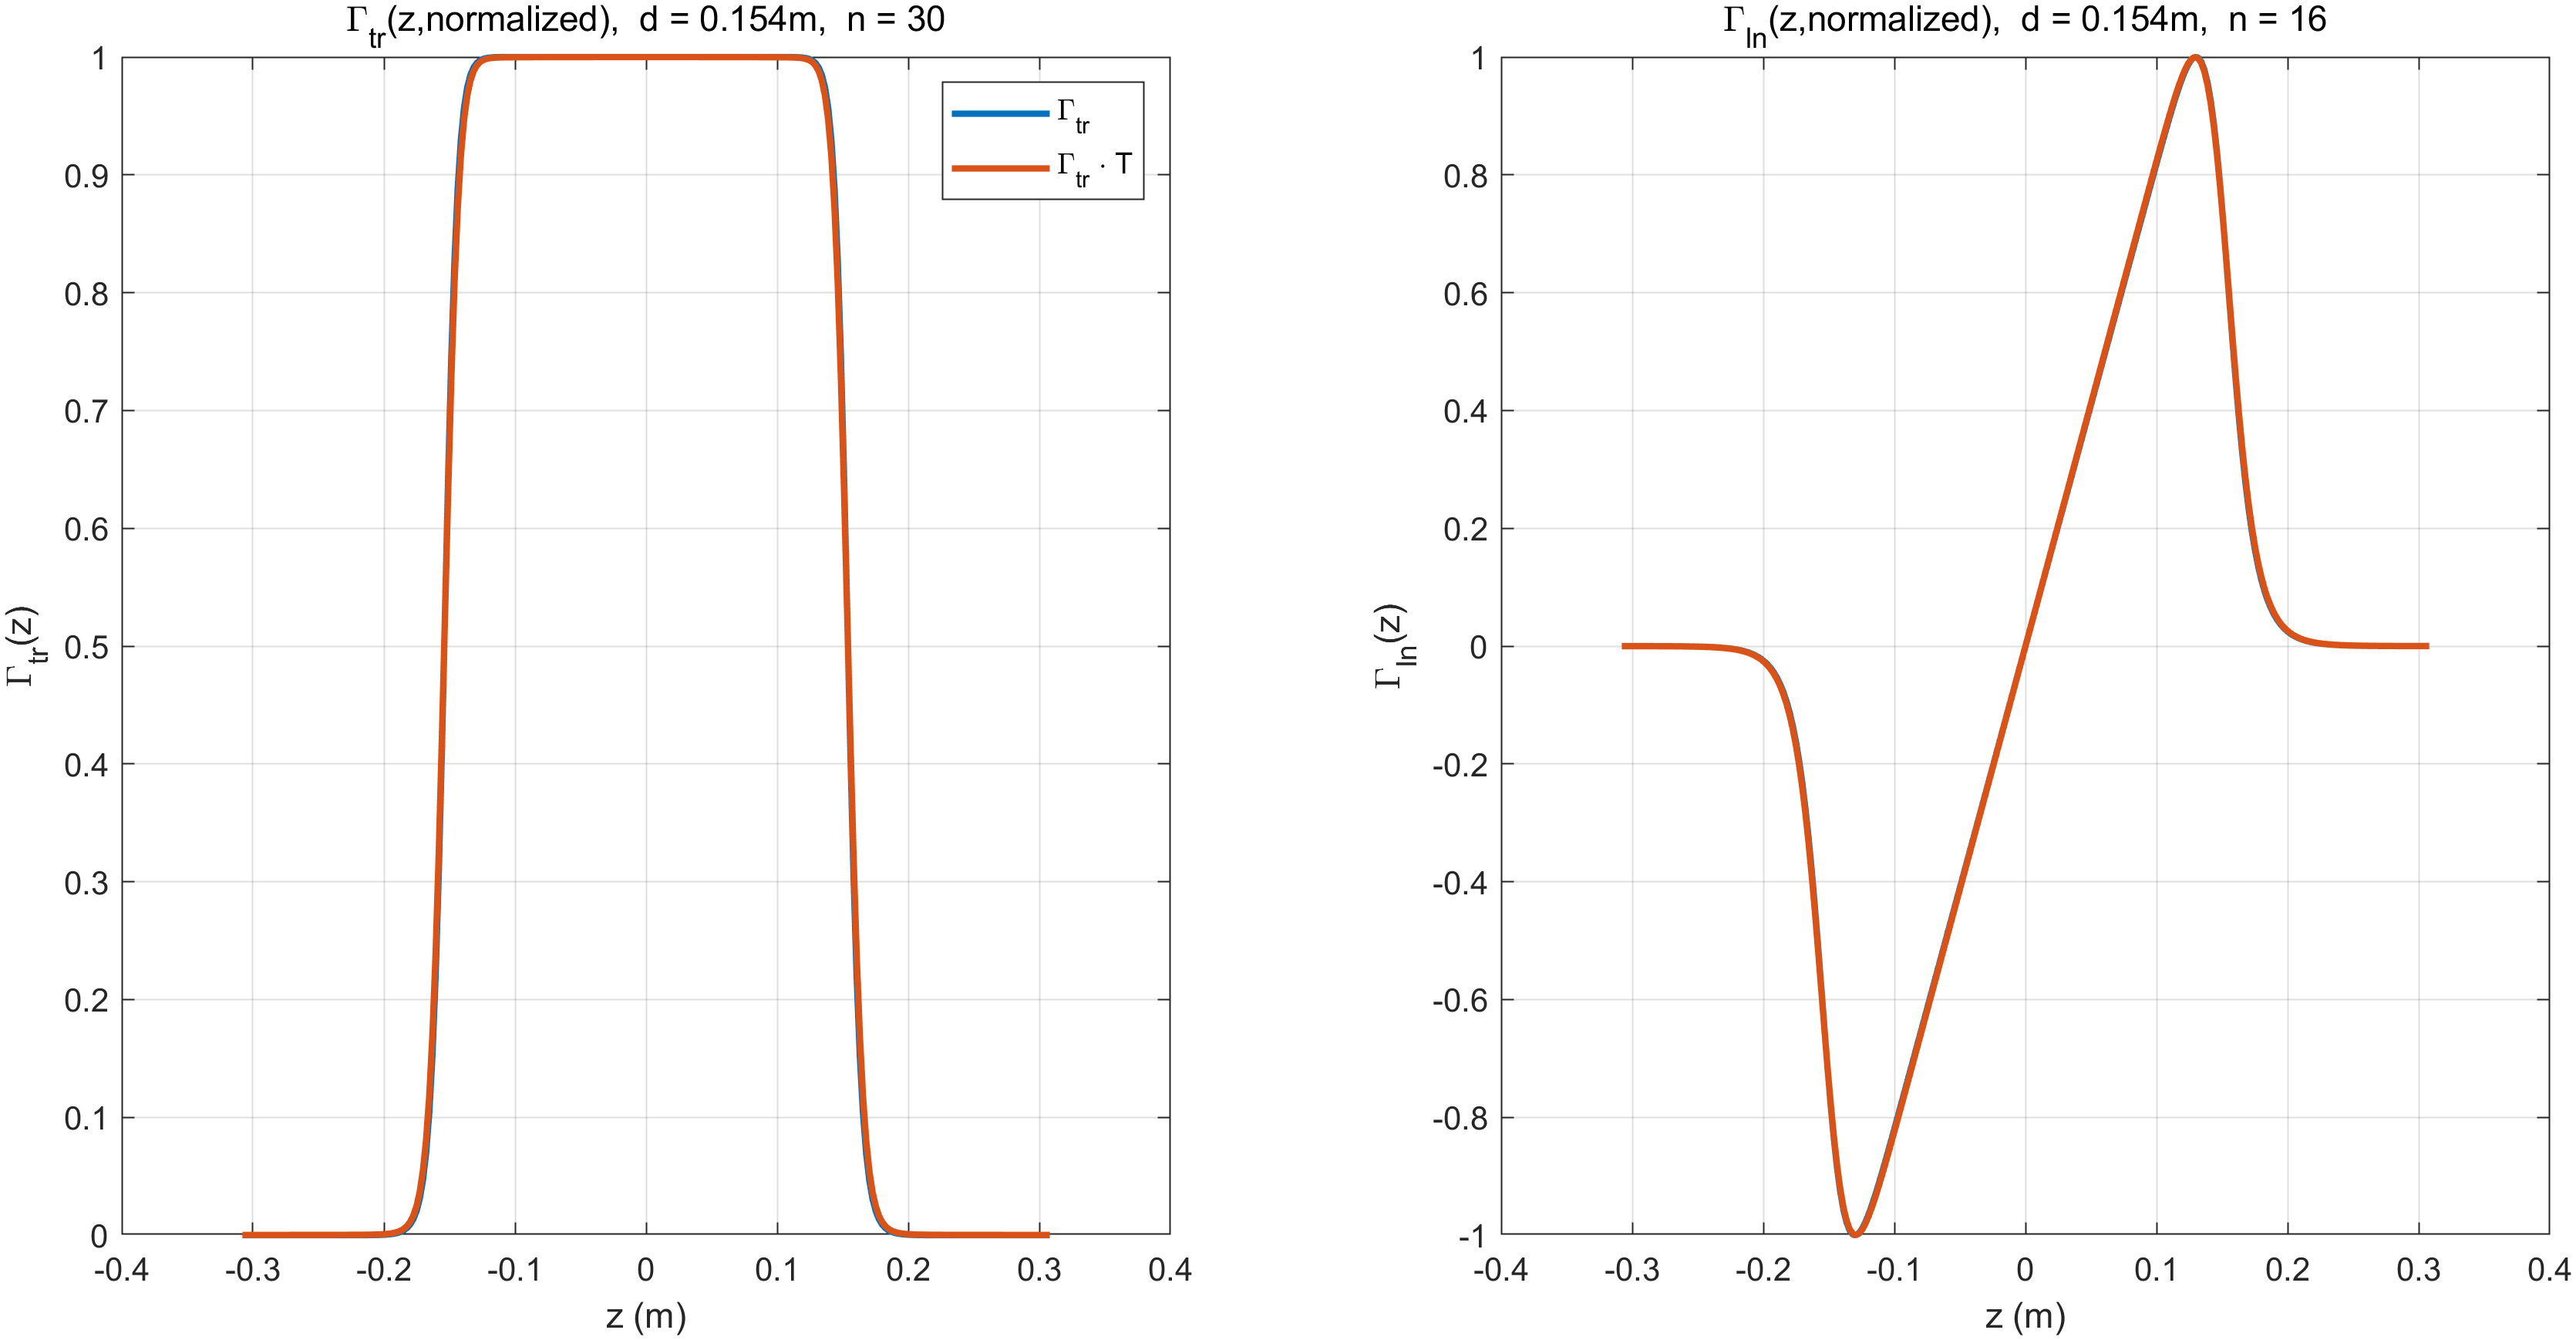 Γtr(z,normalized),  d = 0.154m,  n = 30
1
0.9
0.8
0.7
0.6
0.5
0.4
0.3
0.2
0.1
0
Γtr(z)
-0.4 -0.3 -0.2 -0.1 0 0.1 0.2 0.3 0.4
z (m)
Γtr
Γtr · T
Γln(z,normalized),  d = 0.154m,  n = 16
1
0.8
0.6
0.4
0.2
0
-0.2
-0.4
-0.6
-0.8
-1
Γln(z)
-0.4 -0.3 -0.2 -0.1 0 0.1 0.2 0.3 0.4
z (m)